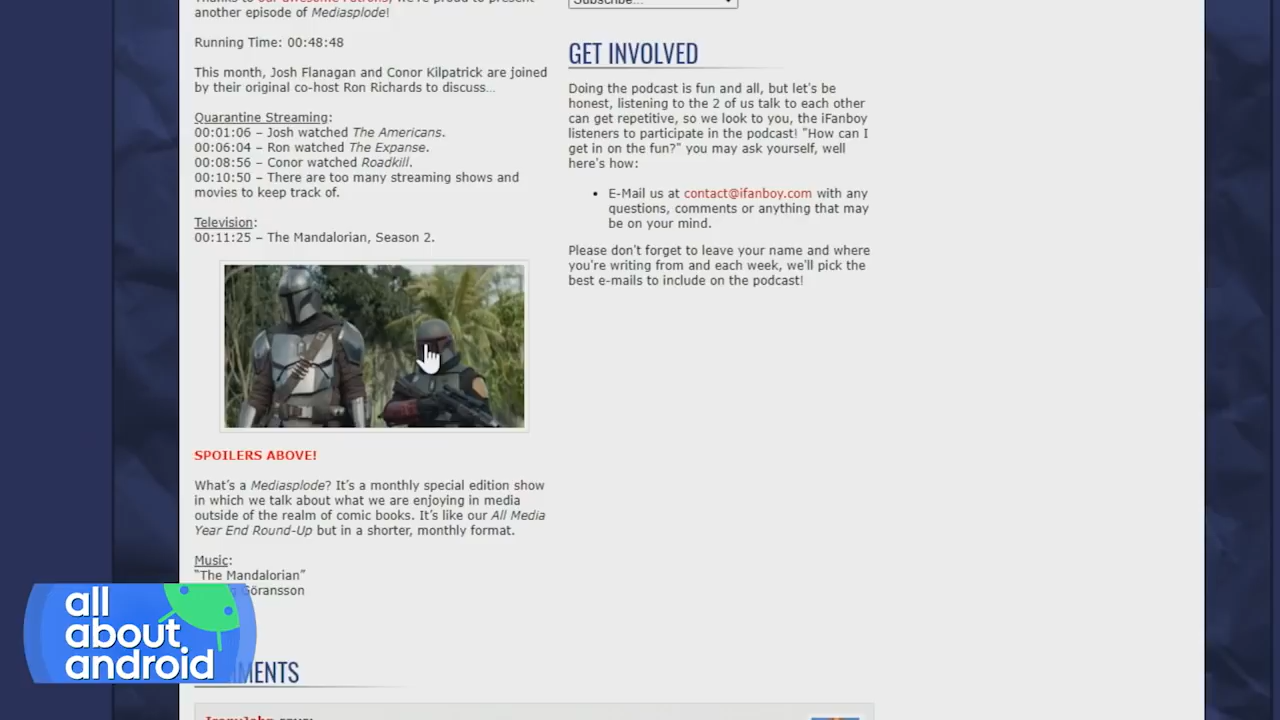 another episode of Mediasplode!
Running Time: 00:48:48
This month, Josh Flanagan and Conor Kilpatrick are joined
by their original co-host Ron Richards to discuss...
Quarantine Streaming:
00:01:06 – Josh watched The Americans.
00:06:04 – Ron watched The Expanse.
00:08:56 – Conor watched Roadkill.
00:10:50 – There are too many streaming shows and
movies to keep track of.
Television:
00:11:25 – The Mandalorian, Season 2.
SPOILERS ABOVE!
What's a Mediasplode? It's a monthly special edition show
in which we talk about what we are enjoying in media
outside of the realm of comic books. It's like our All Media
Year End Round-Up but in a shorter, monthly format.
Music:
"The Mandalorian"
Göransson
MENTS
Subscribe...
GET INVOLVED
Doing the podcast is fun and all, but let's be
honest, listening to the 2 of us talk to each other
can get repetitive, so we look to you, the iFanboy
listeners to participate in the podcast! "How can I
get in on the fun?" you may ask yourself, well
here's how:
• E-Mail us at contact@ifanboy.com with any
questions, comments or anything that may
be on your mind.
Please don't forget to leave your name and where
you're writing from and each week, we'll pick the
best e-mails to include on the podcast!
all
about
android